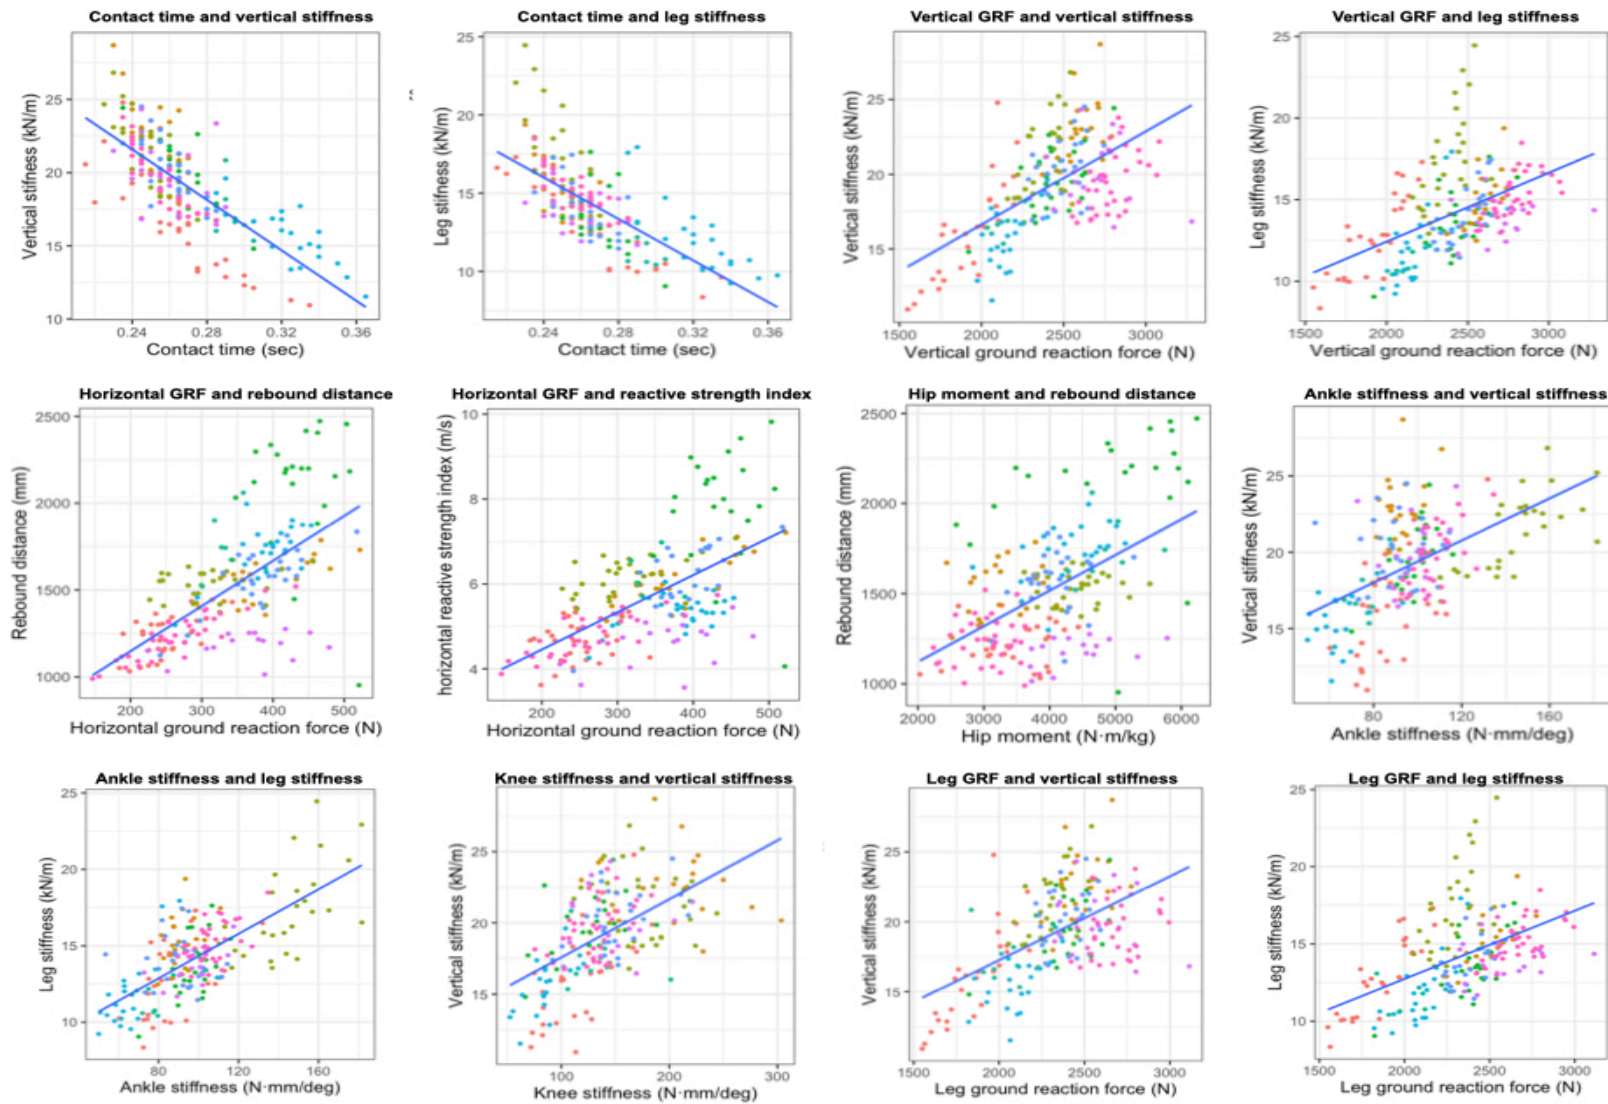 Contact time and vertical stiffness
Vertical stiffness (kN/m)
25
20
15
10
0.24 0.28 0.32 0.36
Contact time (sec)
Contact time and leg stiffness
Leg stiffness (kN/m)
25
20
15
10
0.24 0.28 0.32 0.36
Contact time (sec)
Vertical GRF and vertical stiffness
Vertical stiffness (kN/m)
25
20
15
1500 2000 2500 3000
Vertical ground reaction force (N)
Vertical GRF and leg stiffness
Leg stiffness (kN/m)
25
20
15
10
1500 2000 2500 3000
Vertical ground reaction force (N)
Horizontal GRF and rebound distance
Rebound distance (mm)
2500
2000
1500
1000
200 300 400 500
Horizontal ground reaction force (N)
Horizontal GRF and reactive strength index
horizontal reactive strength index (m/s)
10
8
6
4
200 300 400 500
Horizontal ground reaction force (N)
Hip moment and rebound distance
Rebound distance (mm)
2500
2000
1500
1000
2000 3000 4000 5000 6000
Hip moment (N·m/kg)
Ankle stiffness and vertical stiffness
Vertical stiffness (kN/m)
25
20
15
80 120 160
Ankle stiffness (N·mm/deg)
Ankle stiffness and leg stiffness
Leg stiffness (kN/m)
25
20
15
10
80 120 160
Ankle stiffness (N·mm/deg)
Knee stiffness and vertical stiffness
Vertical stiffness (kN/m)
25
20
15
100 200 300
Knee stiffness (N·mm/deg)
Leg GRF and vertical stiffness
Vertical stiffness (kN/m)
25
20
15
1500 2000 2500 3000
Leg ground reaction force (N)
Leg GRF and leg stiffness
Leg stiffness (kN/m)
25
20
15
10
1500 2000 2500 3000
Leg ground reaction force (N)